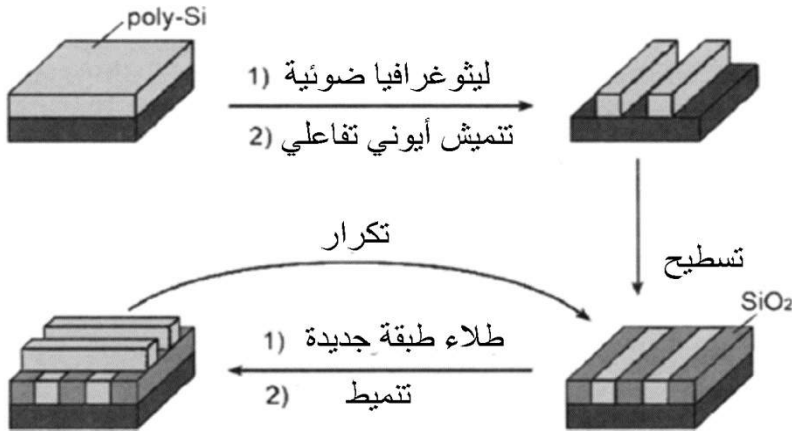 poly-Si
1) ليثوغرافيا ضوئية
2) تنميش أيوني تفاعلي
تسطيح
تكرار
SiO₂
1) طلاء طبقة جديدة
2) تنميط